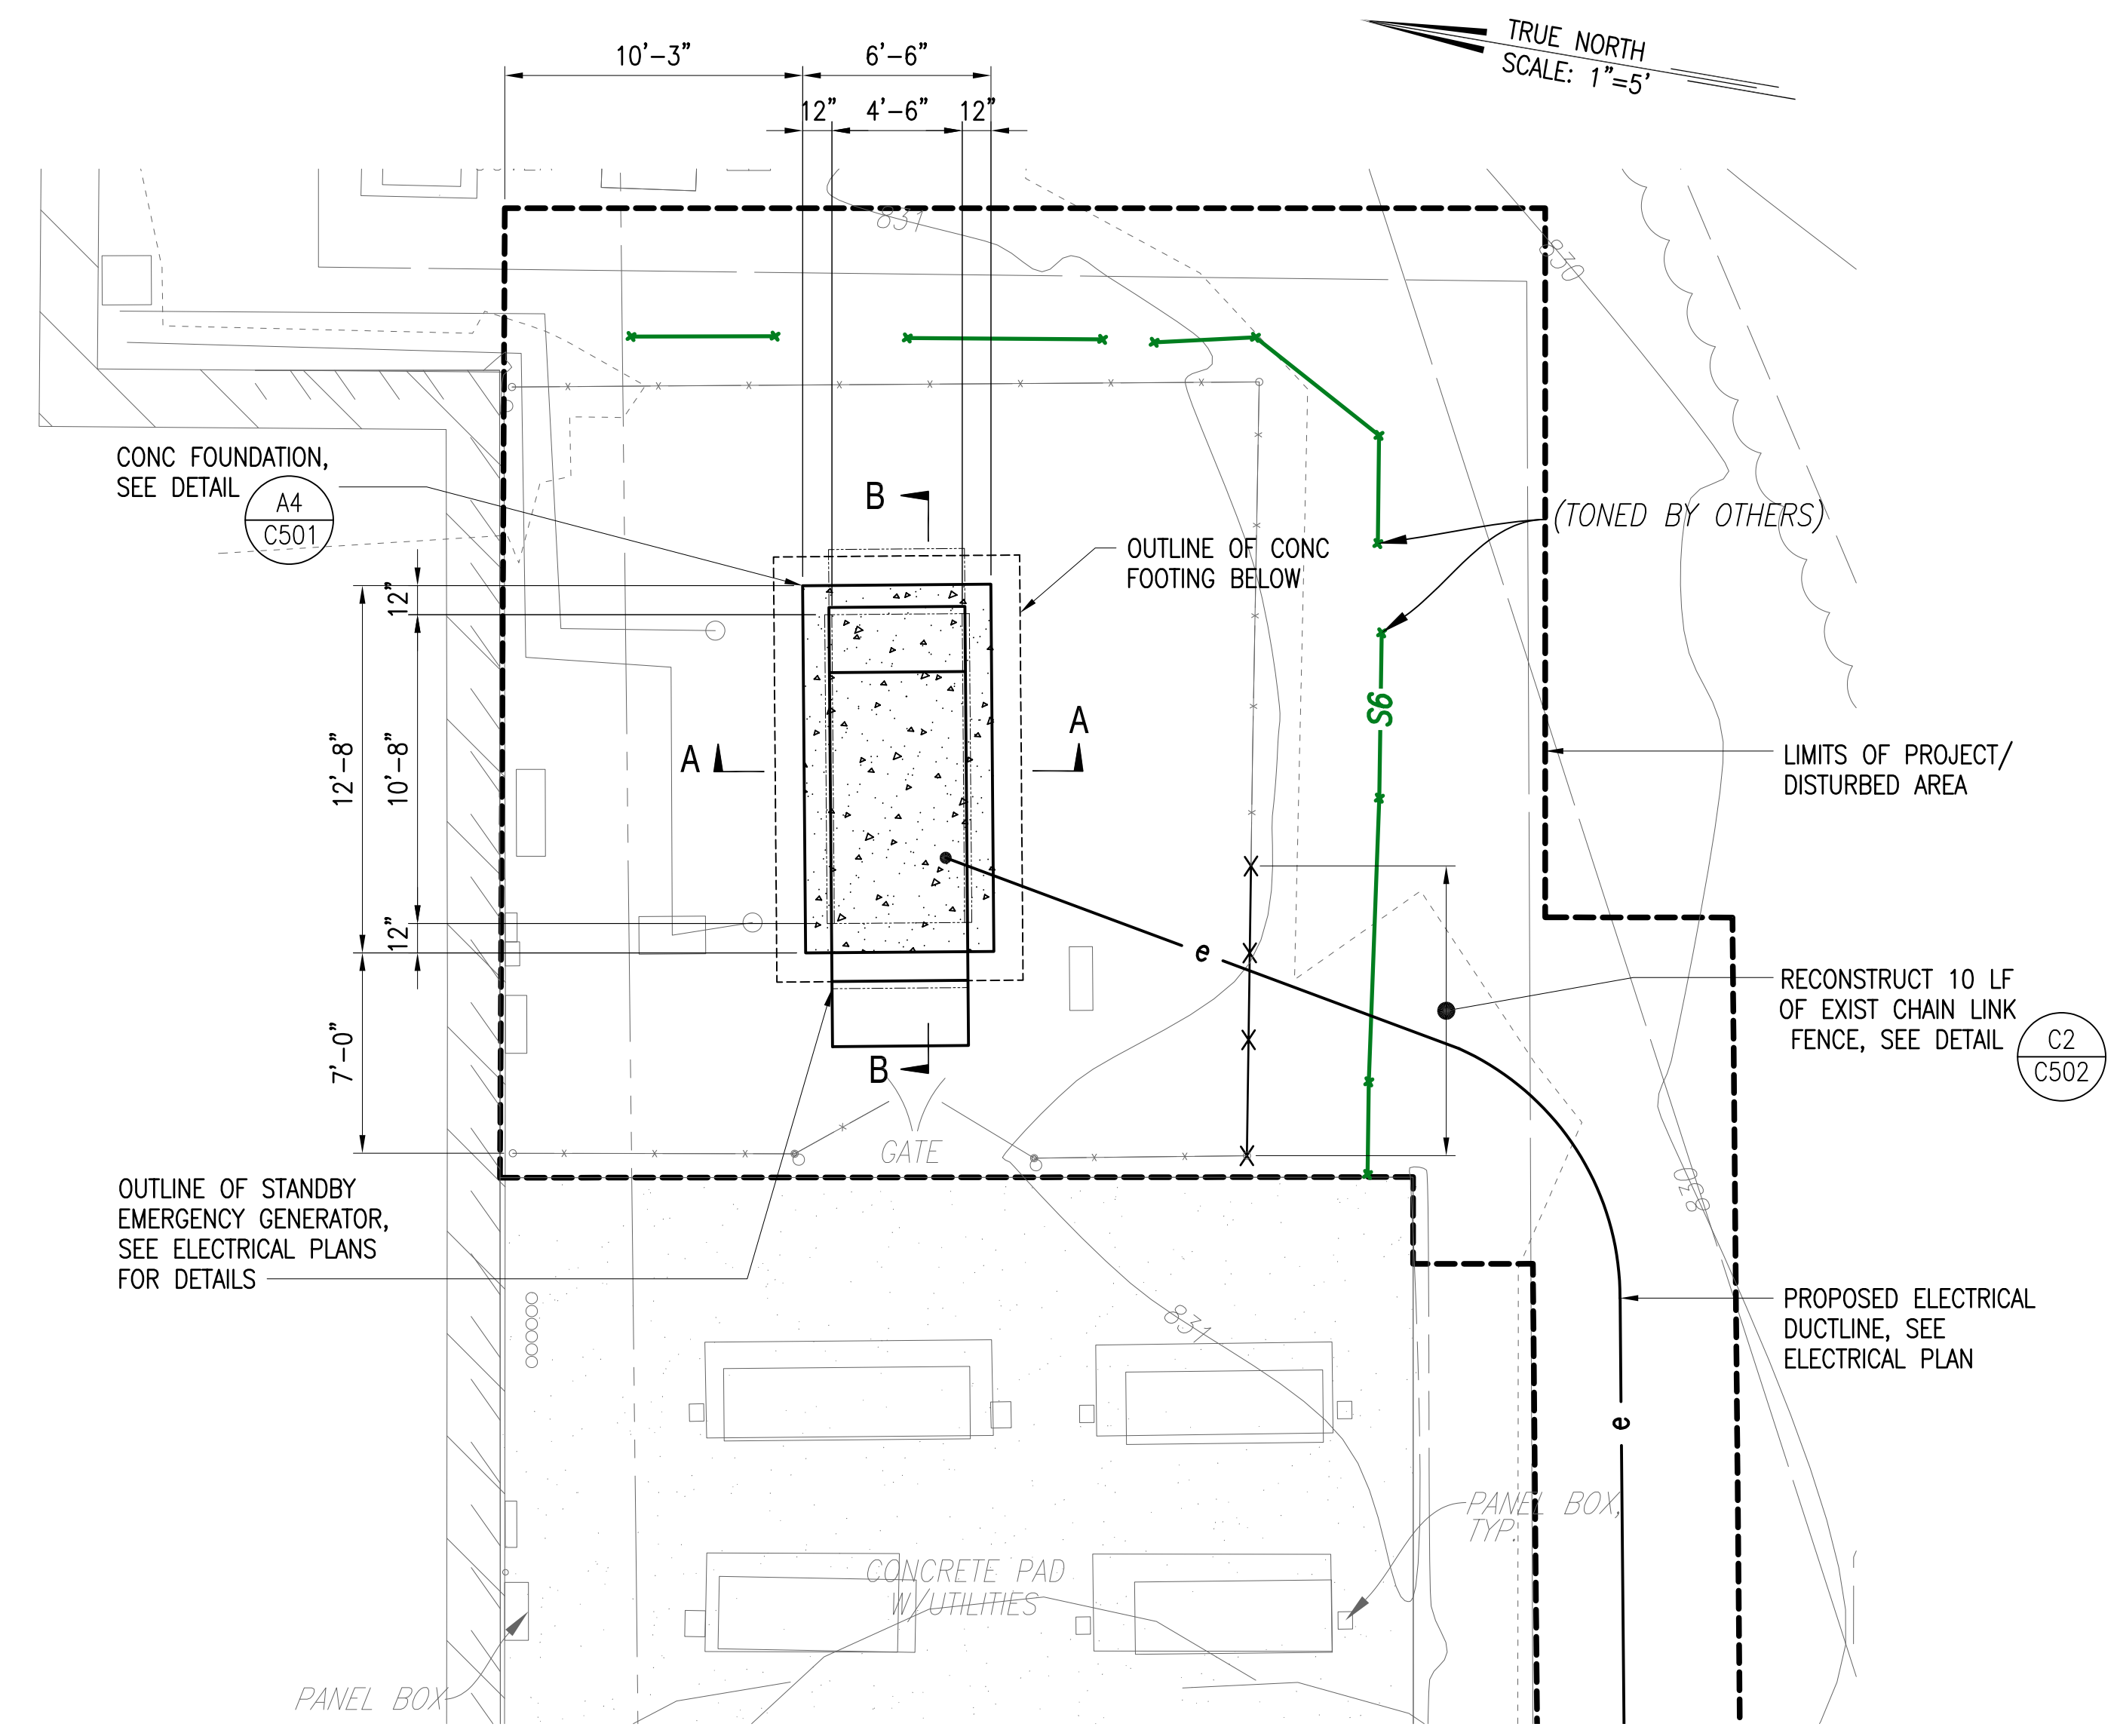 TRUE NORTH
SCALE: 1"=5'
10'-3"
6'-6"
12"
4'-6"
12"
831
830
CONC FOUNDATION,
SEE DETAIL
A4
C501
B
(TONED BY OTHERS)
OUTLINE OF CONC
FOOTING BELOW
12"
gs
A
A
12'-8"
10'-8"
LIMITS OF PROJECT/
DISTURBED AREA
12"
e
RECONSTRUCT 10 LF
OF EXIST CHAIN LINK
FENCE, SEE DETAIL
C2
C502
7'-0"
B
GATE
830
OUTLINE OF STANDBY
EMERGENCY GENERATOR,
SEE ELECTRICAL PLANS
FOR DETAILS
831
PROPOSED ELECTRICAL
DUCTLINE, SEE
ELECTRICAL PLAN
e
PANEL BOX,
TYP.
CONCRETE PAD
W/UTILITIES
PANEL BOX